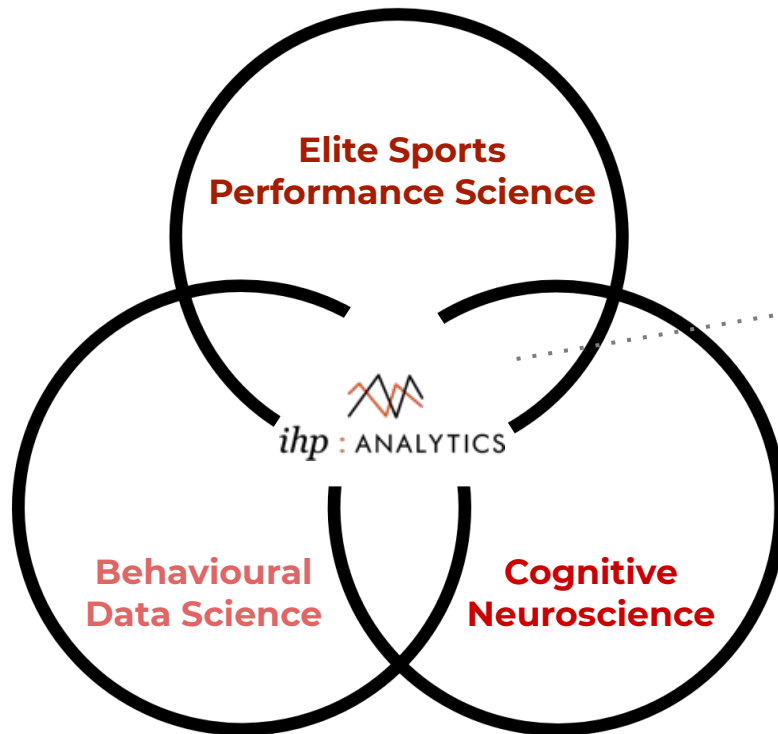 Elite Sports
Performance Science
ihp : ANALYTICS
Behavioural
Data Science
Cognitive
Neuroscience